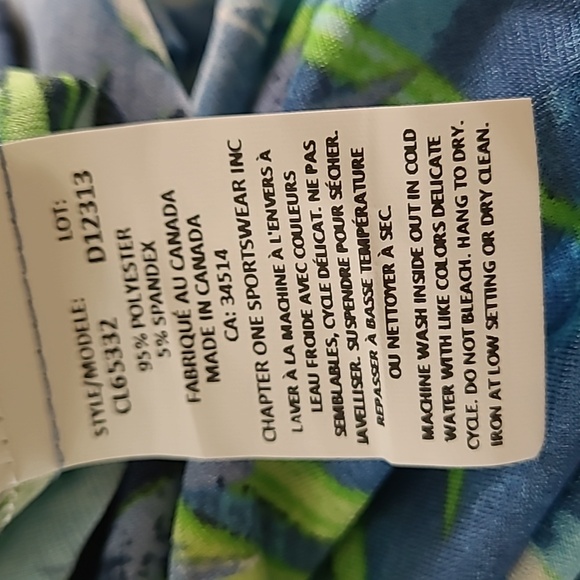 STYLE/MODELE: LOT:
CL65332 D12313
95% POLYESTER
5% SPANDEX
FABRIQUÉ AU CANADA
MADE IN CANADA
CA: 34514
CHAPTER ONE SPORTSWEAR INC
LAVER À LA MACHINE À L'ENVERS À
LEAU FROIDE AVEC COULEURS
SEMBLABLES, CYCLE DÉLICAT. NE PAS
JAVELLISER. SUSPENDRE POUR SÉCHER.
REPASSER À BASSE TEMPÉRATURE
OU NETTOYER À SEC.
MACHINE WASH INSIDE OUT IN COLD
WATER WITH LIKE COLORS DELICATE
CYCLE. DO NOT BLEACH. HANG TO DRY.
IRON AT LOW SETTING OR DRY CLEAN.